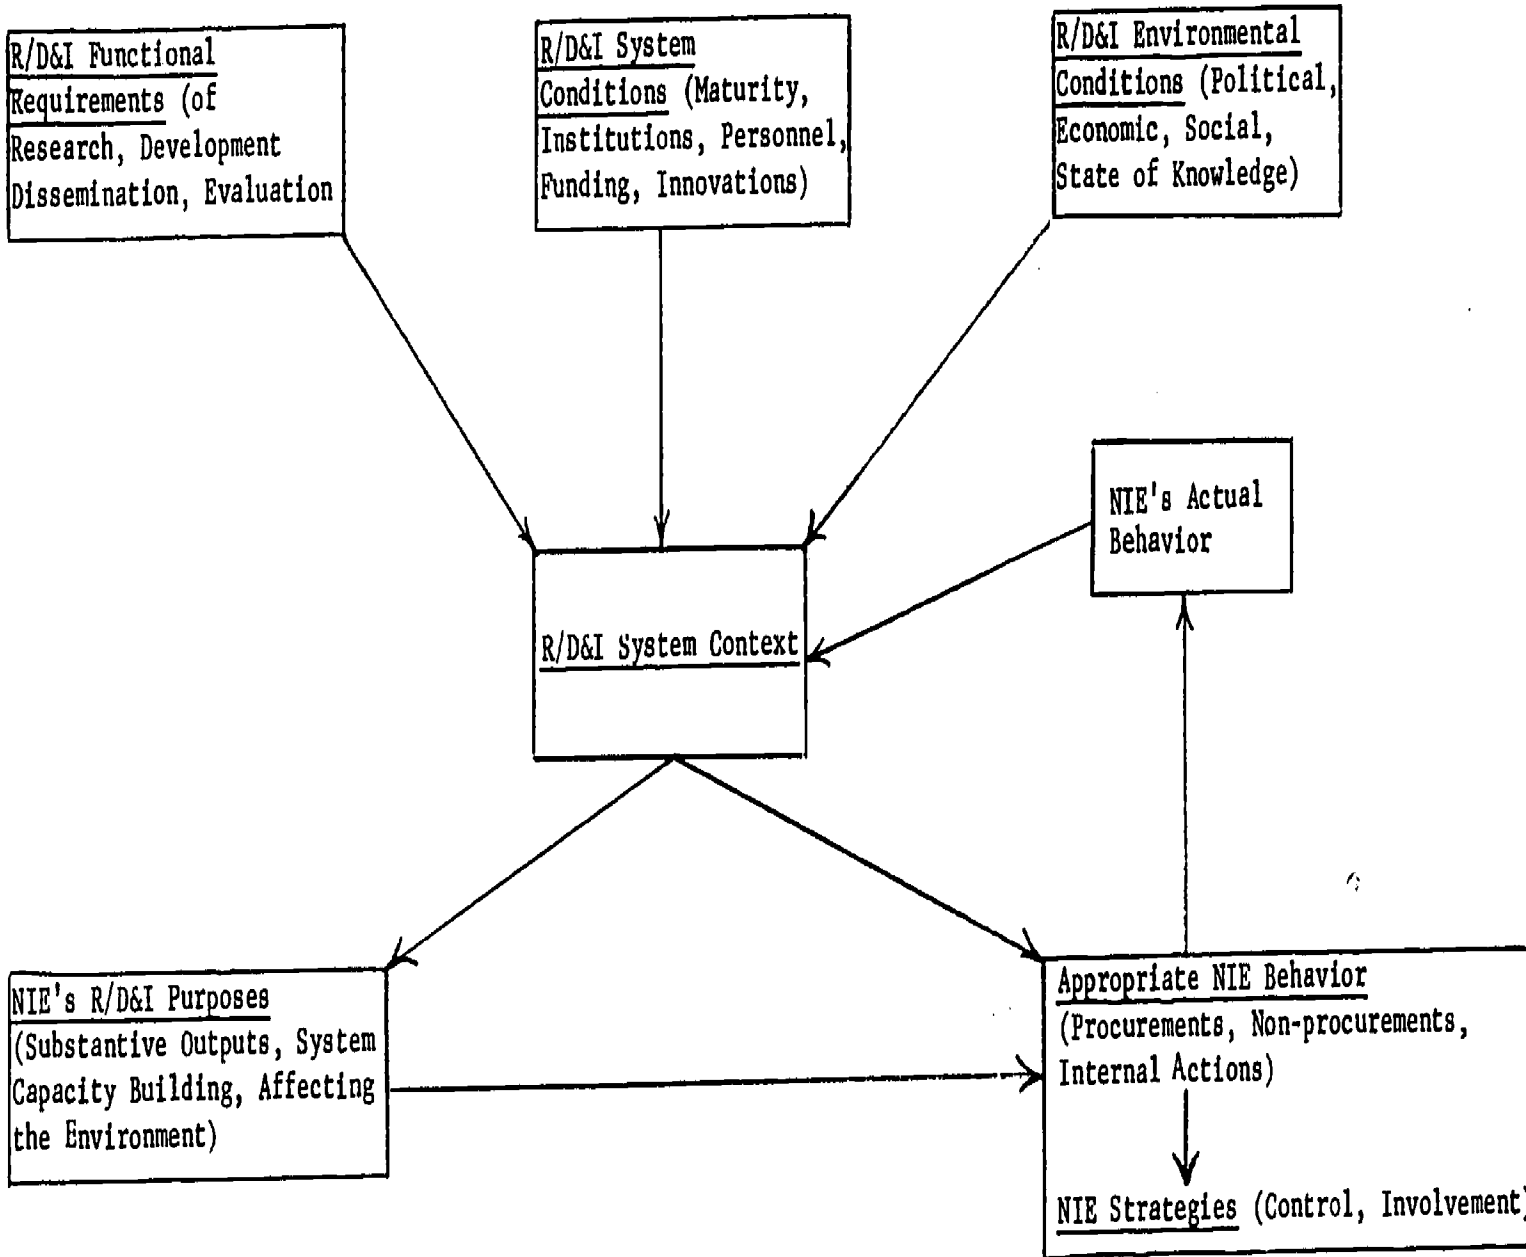 R/D&I Functional
Requirements (of
Research, Development
Dissemination, Evaluation
R/D&I System
Conditions (Maturity,
Institutions, Personnel,
Funding, Innovations)
R/D&I Environmental
Conditions (Political,
Economic, Social,
State of Knowledge)
NIE's Actual
Behavior
R/D&I System Context
NIE's R/D&I Purposes
(Substantive Outputs, System
Capacity Building, Affecting
the Environment)
Appropriate NIE Behavior
(Procurements, Non-procurements,
Internal Actions)
NIE Strategies (Control, Involvement)